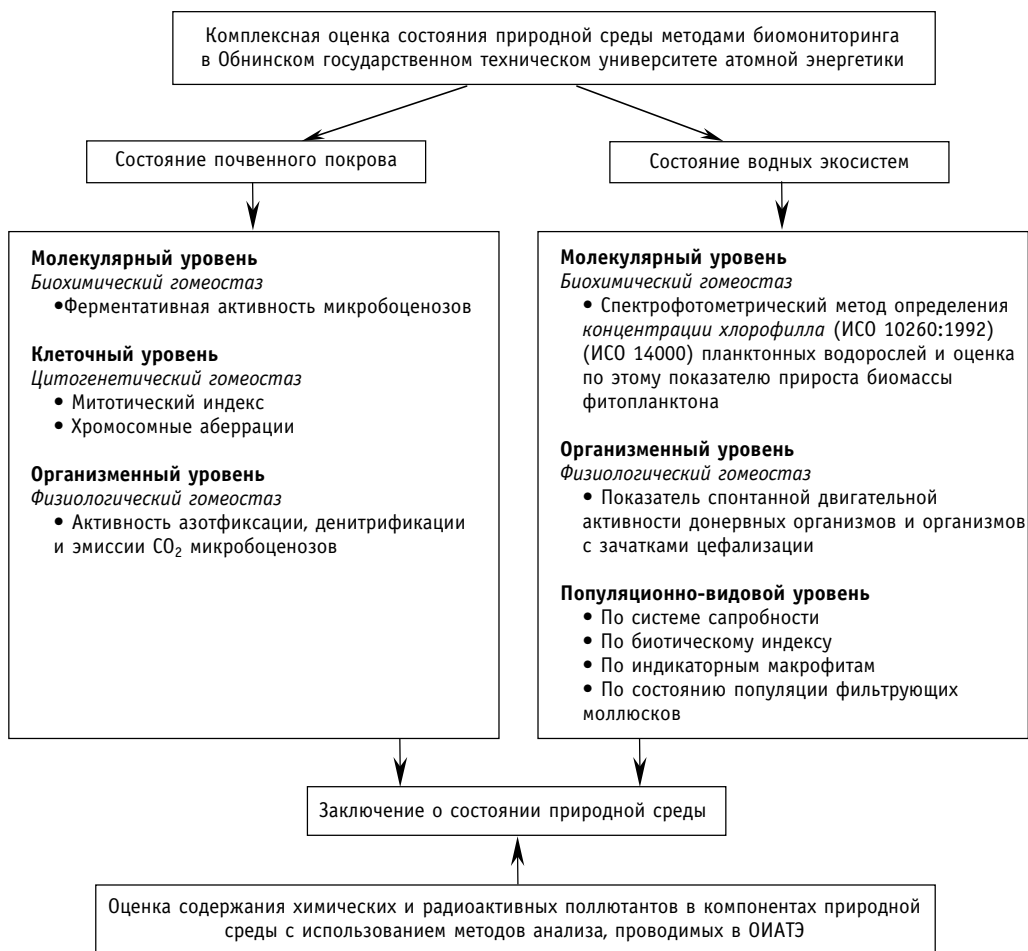 Комплексная оценка состояния природной среды методами биомониторинга
в Обнинском государственном техническом университете атомной энергетики
Состояние почвенного покрова
Состояние водных экосистем
Молекулярный уровень
Биохимический гомеостаз
•Ферментативная активность микробоценозов
Клеточный уровень
Цитогенетический гомеостаз
• Митотический индекс
• Хромосомные аберрации
Организменный уровень
Физиологический гомеостаз
• Активность азотфиксации, денитрификации
и эмиссии CO₂ микробоценозов
Молекулярный уровень
Биохимический гомеостаз
• Спектрофотометрический метод определения
концентрации хлорофилла (ИСО 10260:1992)
(ИСО 14000) планктонных водорослей и оценка
по этому показателю прироста биомассы
фитопланктона
Организменный уровень
Физиологический гомеостаз
• Показатель спонтанной двигательной
активности донервных организмов и организмов
с зачатками цефализации
Популяционно-видовой уровень
• По системе сапробности
• По биотическому индексу
• По индикаторным макрофитам
• По состоянию популяции фильтрующих
моллюсков
Заключение о состоянии природной среды
Оценка содержания химических и радиоактивных поллютантов в компонентах природной
среды с использованием методов анализа, проводимых в ОИАТЭ